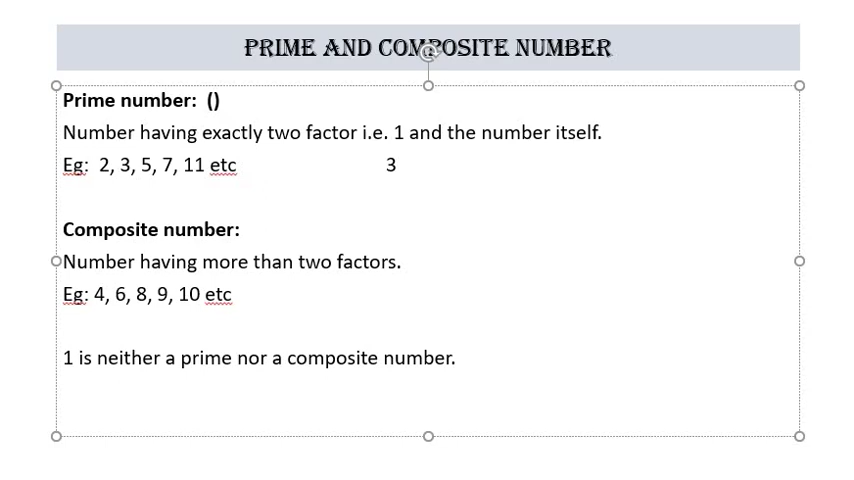 PRIME AND COMPOSITE NUMBER
Prime number: ()
Number having exactly two factor i.e. 1 and the number itself.
Eg: 2, 3, 5, 7, 11 etc 3
Composite number:
Number having more than two factors.
Eg: 4, 6, 8, 9, 10 etc
1 is neither a prime nor a composite number.